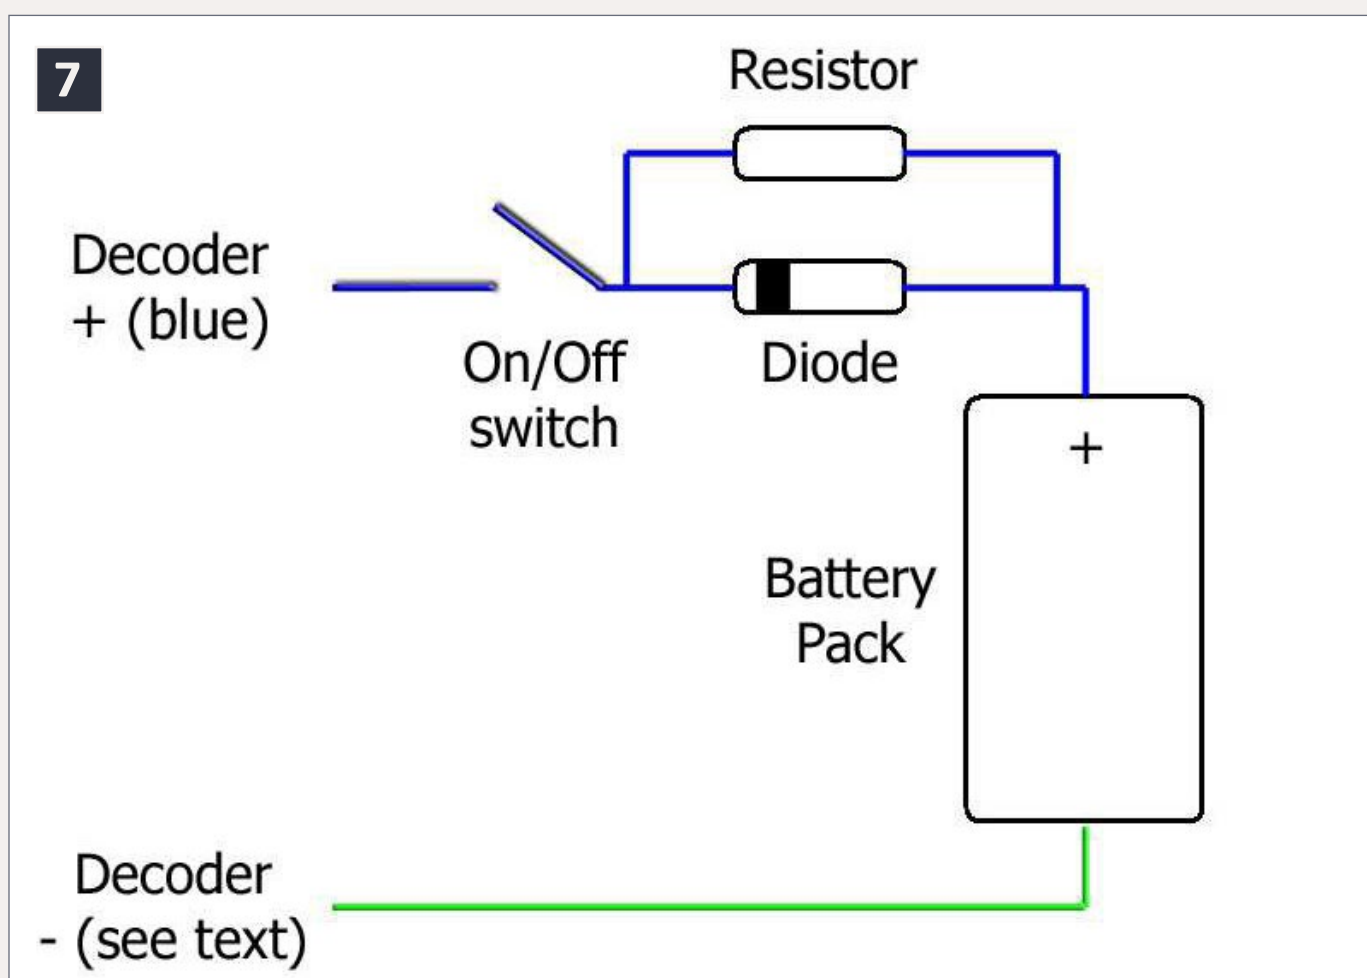 7
Resistor
Decoder
+ (blue)
On/Off
switch
Diode
+
Battery
Pack
Decoder
- (see text)